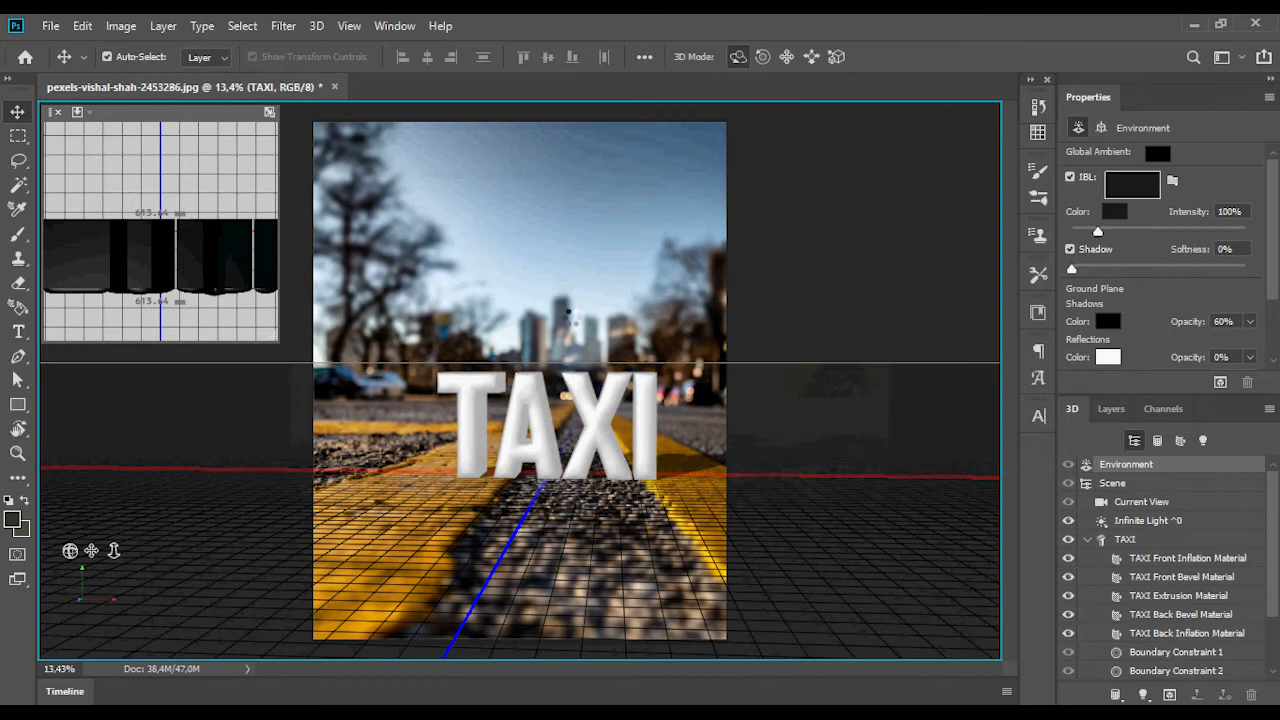 Ps File Edit Image Layer Type Select Filter 3D View Window Help
Auto-Select: Layer Show Transform Controls 3D Mode:
pexels-vishal-shah-2453286.jpg @ 13,4% (TAXI, RGB/8) *
613.64
613.64
TAXI
13,43% Doc: 38,4M/47,0M
Timeline
Properties
Environment
Global Ambient:
IBL:
Color: Intensity: 100%
Shadow Softness: 0%
Ground Plane
Shadows
Color: Opacity: 60%
Reflections
Color: Opacity: 0%
3D Layers Channels
Environment
Scene
Current View
Infinite Light ^0
TAXI
TAXI Front Inflation Material
TAXI Front Bevel Material
TAXI Extrusion Material
TAXI Back Bevel Material
TAXI Back Inflation Material
Boundary Constraint 1
Boundary Constraint 2